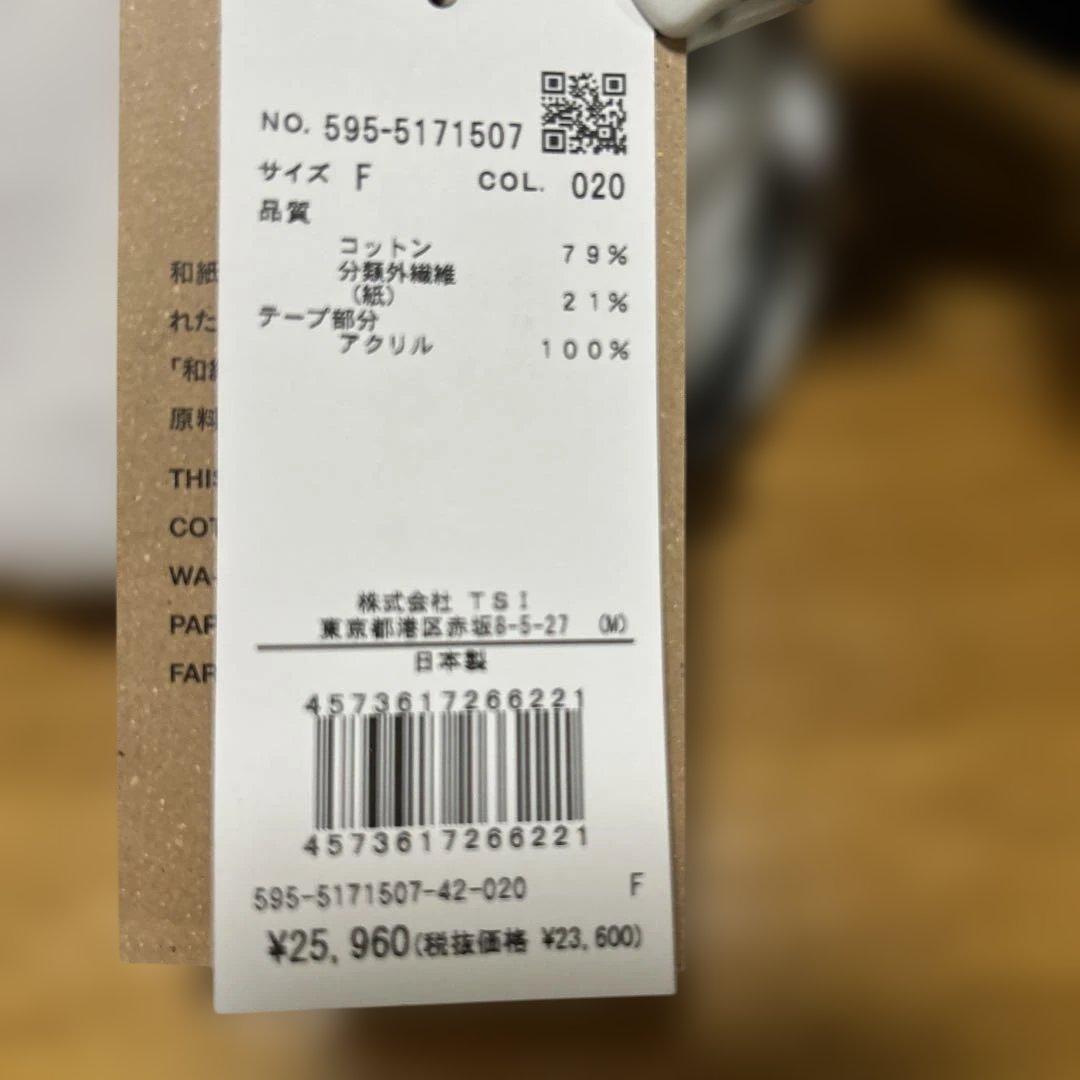 NO. 595-5171507
サイズ F COL. 020
品質
コットン 79%
分類外繊維
(紙) 21%
テープ部分
アクリル 100%
株式会社 TSI
東京都港区赤坂8-5-27 (M)
日本製
4573617266221
4573617266221
595-5171507-42-020 F
¥25,960(税抜価格 ¥23,600)
和紙
れた
「和紙
原料
THIS
COT
WA-
PAP
FAR